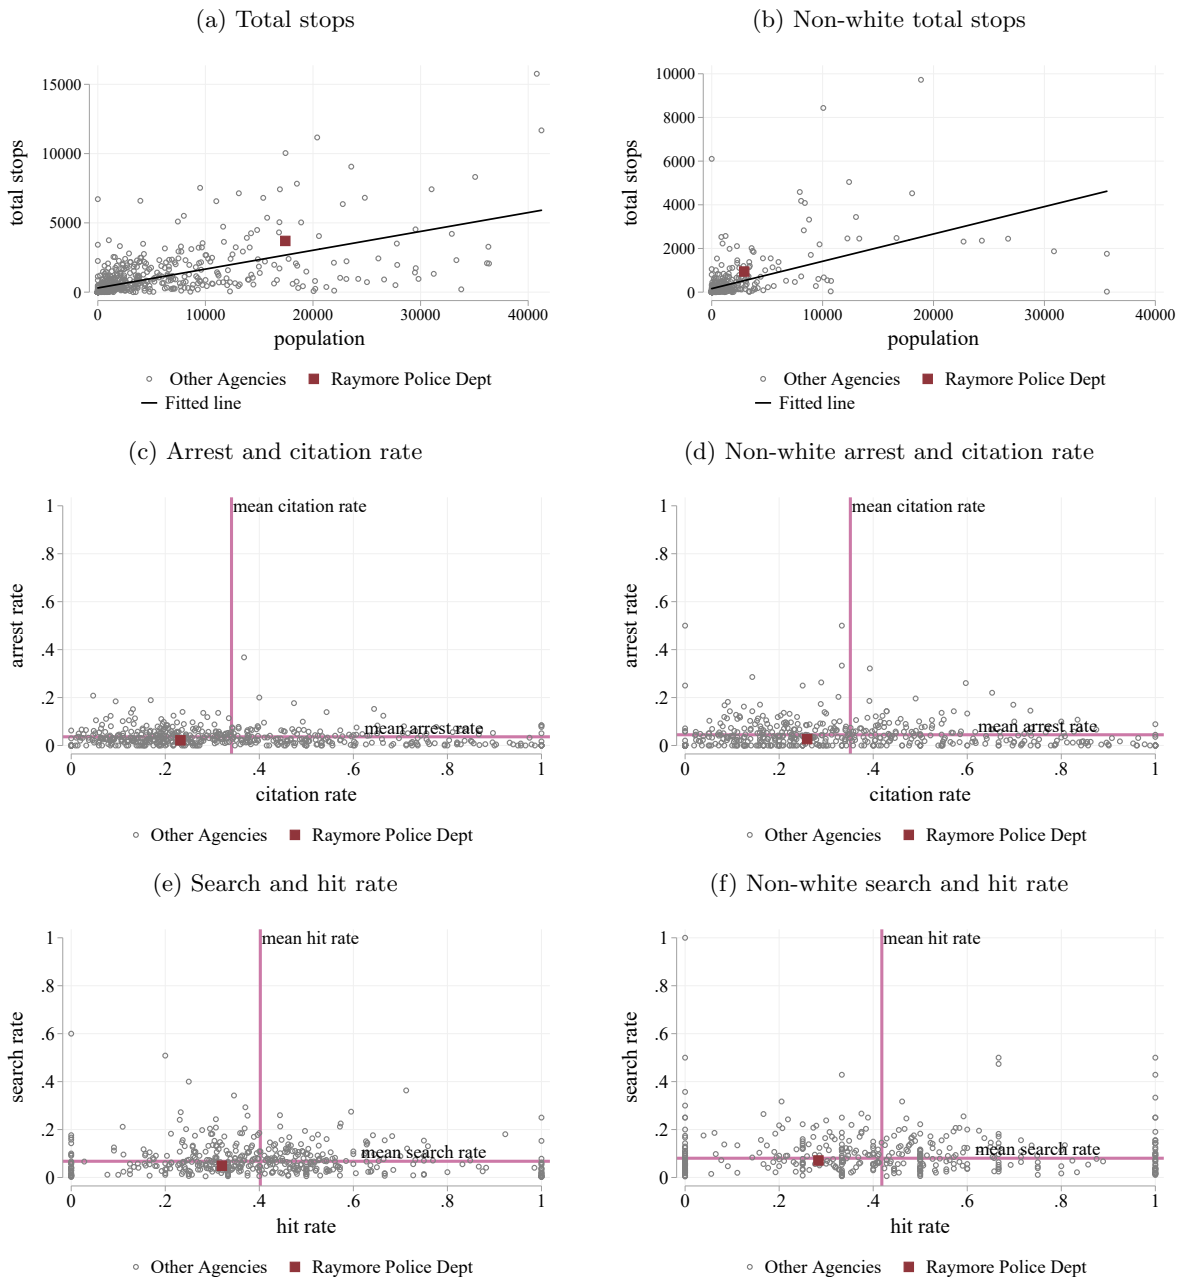 (a) Total stops
15000
10000
5000
0
total stops
0 10000 20000 30000 40000
population
Other Agencies Raymore Police Dept
Fitted line
(b) Non-white total stops
10000
8000
6000
4000
2000
0
total stops
0 10000 20000 30000 40000
population
Other Agencies Raymore Police Dept
Fitted line
(c) Arrest and citation rate
1
.8
.6
.4
.2
0
arrest rate
mean citation rate
mean arrest rate
0 .2 .4 .6 .8 1
citation rate
Other Agencies Raymore Police Dept
(d) Non-white arrest and citation rate
1
.8
.6
.4
.2
0
arrest rate
mean citation rate
mean arrest rate
0 .2 .4 .6 .8 1
citation rate
Other Agencies Raymore Police Dept
(e) Search and hit rate
1
.8
.6
.4
.2
0
search rate
mean hit rate
mean search rate
0 .2 .4 .6 .8 1
hit rate
Other Agencies Raymore Police Dept
(f) Non-white search and hit rate
1
.8
.6
.4
.2
0
search rate
mean hit rate
mean search rate
0 .2 .4 .6 .8 1
hit rate
Other Agencies Raymore Police Dept